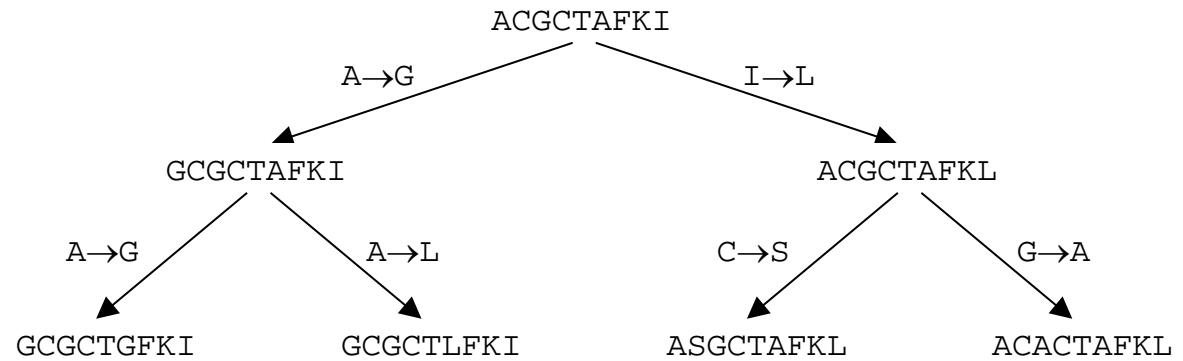 ACGCTAFKI
A→G
I→L
GCGCTAFKI
ACGCTAFKL
A→G
A→L
C→S
G→A
GCGCTGFKI
GCGCTLFKI
ASGCTAFKL
ACACTAFKL